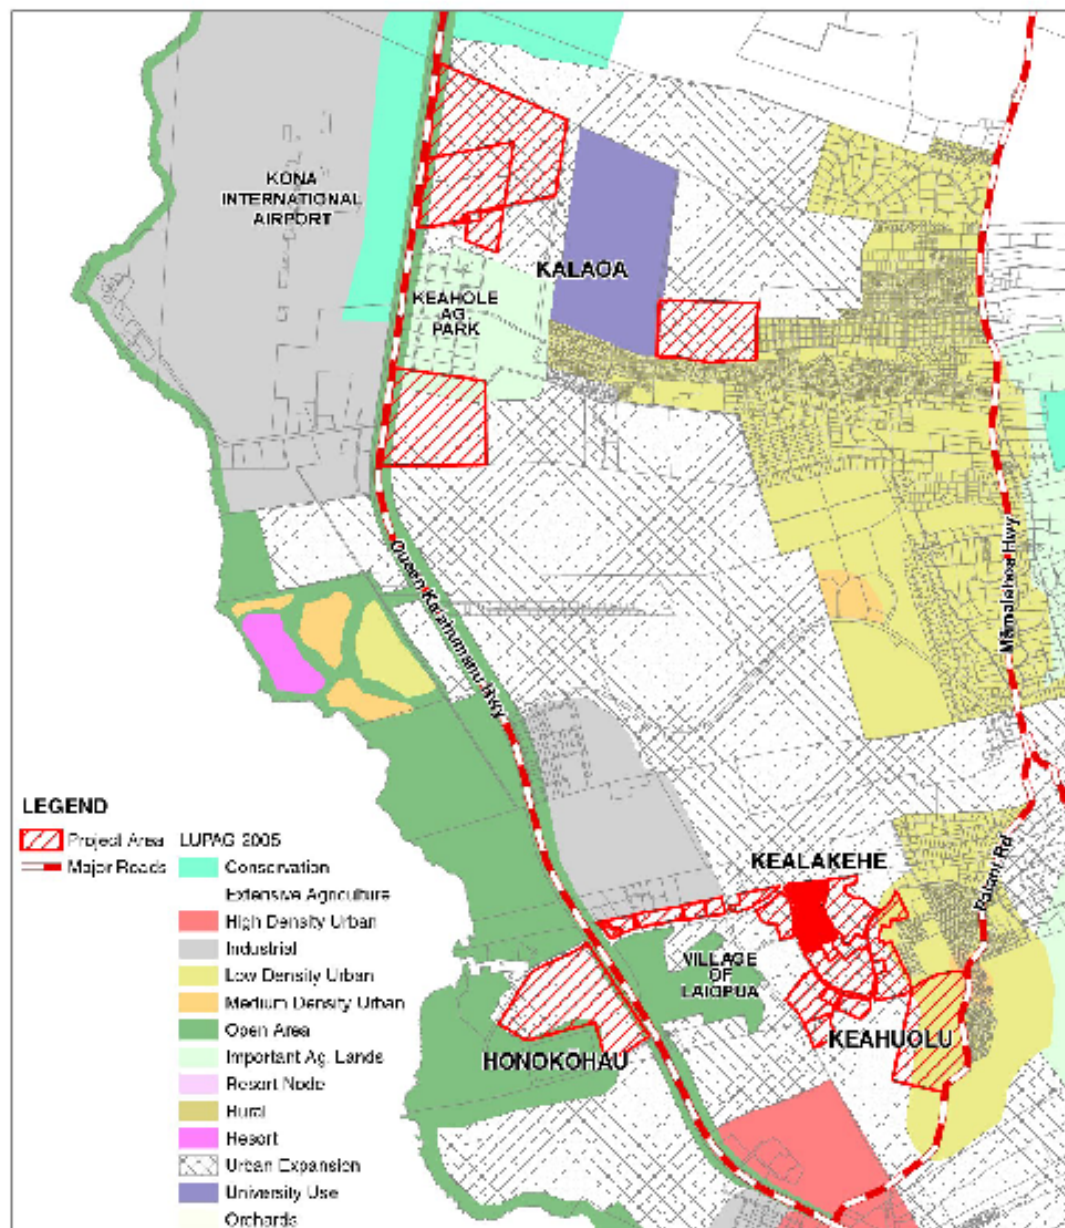 KONA
INTERNATIONAL
AIRPORT
KALAOA
KEAHOLE
AG.
PARK
Queen Kaahumanu Hwy
Mamalahoa Hwy
LEGEND
Project Area
Major Roads
LUPAG 2005
Conservation
Extensive Agriculture
High Density Urban
Industrial
Low Density Urban
Medium Density Urban
Open Area
Important Ag. Lands
Resort Node
Rural
Resort
Urban Expansion
University Use
Orchards
KEALAKEHE
Palani Rd
VILLAGE
OF
LAIOPUA
KEAHUOLU
HONOKOHAU